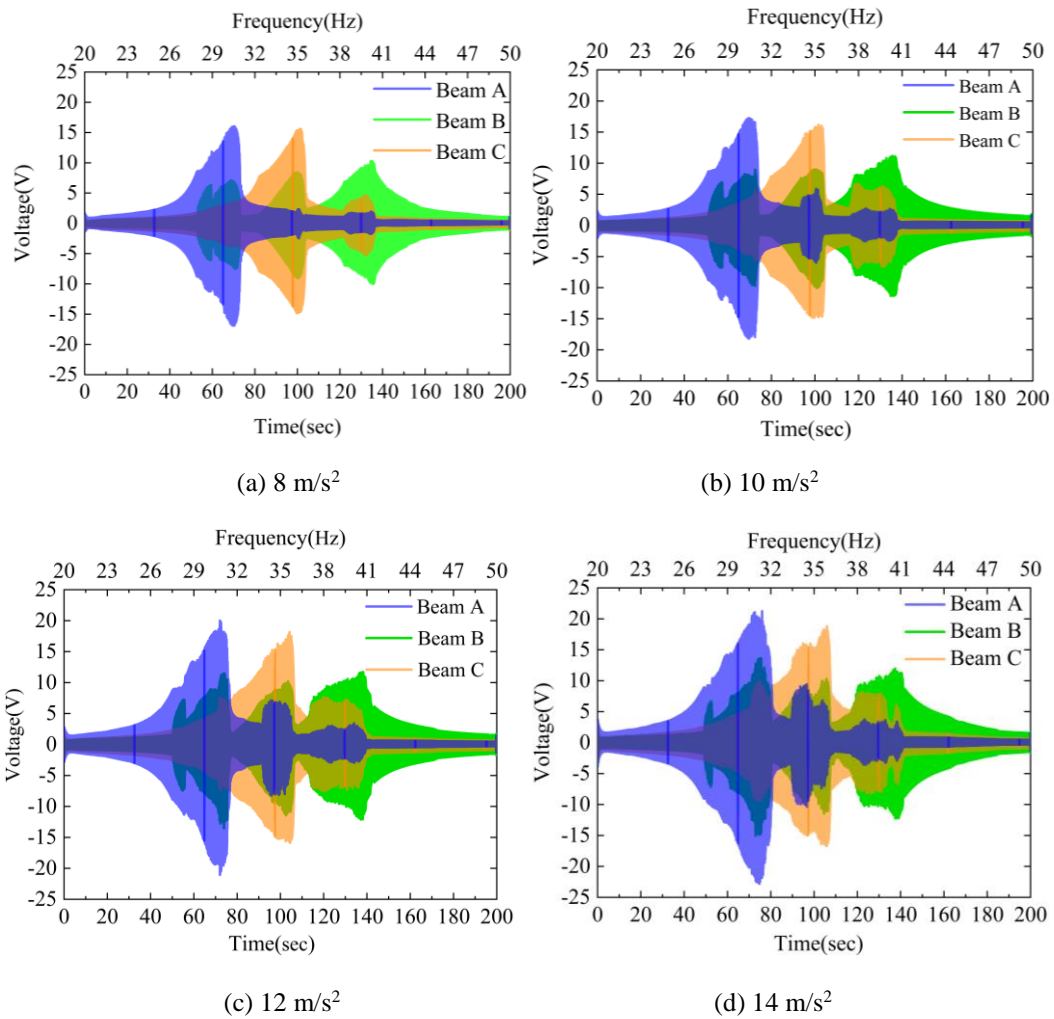 Frequency(Hz)
20 23 26 29 32 35 38 41 44 47 50
25
20
15
10
5
0
-5
-10
-15
-20
-25
Voltage(V)
Beam A
Beam B
Beam C
0 20 40 60 80 100 120 140 160 180 200
Time(sec)
(a) 8 m/s²
Frequency(Hz)
20 23 26 29 32 35 38 41 44 47 50
25
20
15
10
5
0
-5
-10
-15
-20
-25
Voltage(V)
Beam A
Beam B
Beam C
0 20 40 60 80 100 120 140 160 180 200
Time(sec)
(b) 10 m/s²
Frequency(Hz)
20 23 26 29 32 35 38 41 44 47 50
25
20
15
10
5
0
-5
-10
-15
-20
-25
Voltage(V)
Beam A
Beam B
Beam C
0 20 40 60 80 100 120 140 160 180 200
Time(sec)
(c) 12 m/s²
Frequency(Hz)
20 23 26 29 32 35 38 41 44 47 50
25
20
15
10
5
0
-5
-10
-15
-20
-25
Voltage(V)
Beam A
Beam B
Beam C
0 20 40 60 80 100 120 140 160 180 200
Time(sec)
(d) 14 m/s²